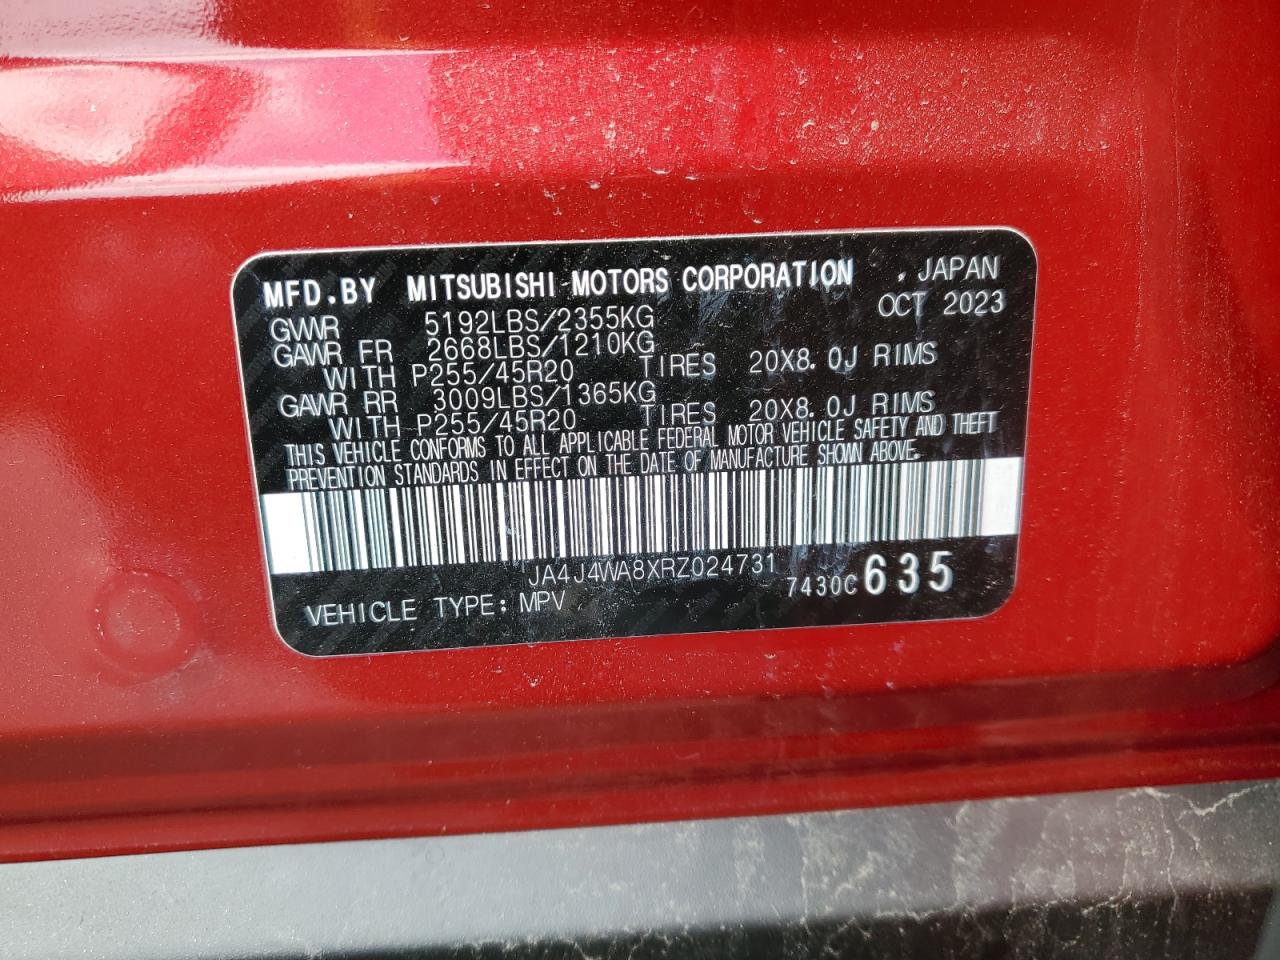 MFD.BY MITSUBISHI MOTORS CORPORATION , JAPAN
OCT 2023
GVWR 5192LBS/2355KG
GAWR FR 2668LBS/1210KG
WITH P255/45R20 TIRES 20X8.0J RIMS
GAWR RR 3009LBS/1365KG
WITH P255/45R20 TIRES 20X8.0J RIMS
THIS VEHICLE CONFORMS TO ALL APPLICABLE FEDERAL MOTOR VEHICLE SAFETY AND THEFT
PREVENTION STANDARDS IN EFFECT ON THE DATE OF MANUFACTURE SHOWN ABOVE.
JA4J4WA8XRZ024731
7430C635
VEHICLE TYPE: MPV